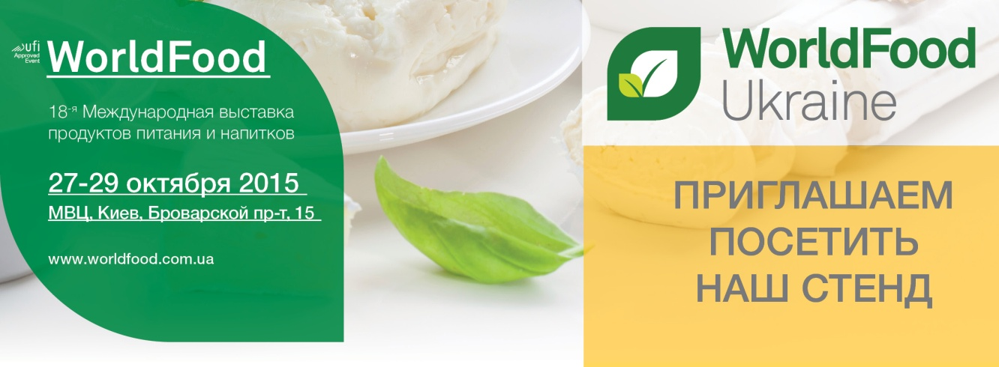 ufi
Approved
Event
WorldFood
18-я Международная выставка
продуктов питания и напитков
27-29 октября 2015
МВЦ, Киев, Броварской пр-т, 15
www.worldfood.com.ua
WorldFood
Ukraine
ПРИГЛАШАЕМ
ПОСЕТИТЬ
НАШ СТЕНД